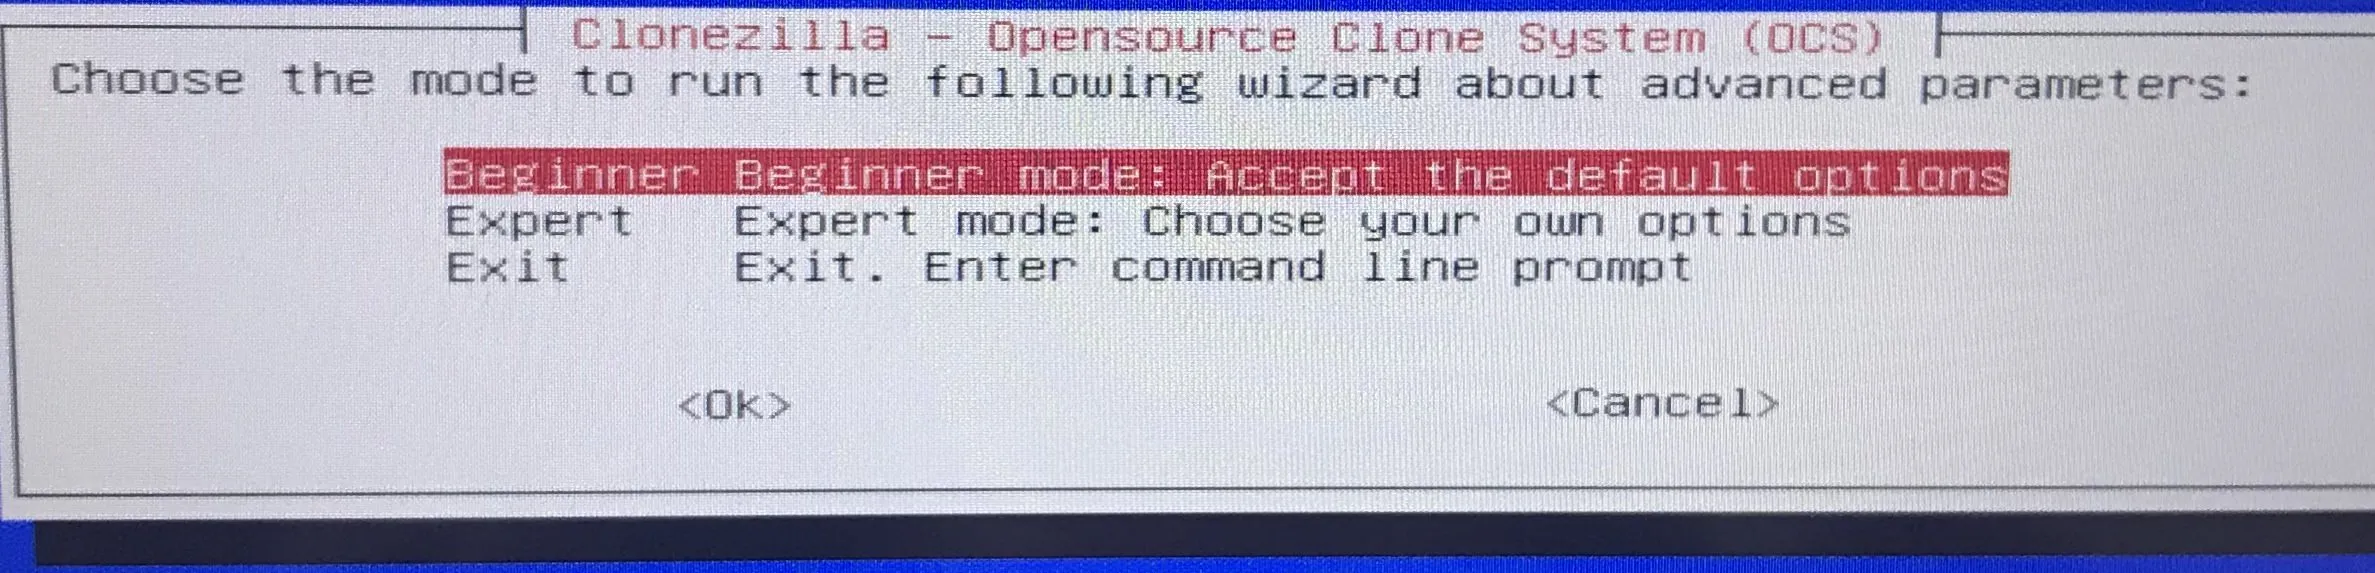 Clonezilla - Opensource Clone System (OCS)
Choose the mode to run the following wizard about advanced parameters:
Beginner Beginner mode: Accept the default options
Expert Expert mode: Choose your own options
Exit Exit. Enter command line prompt
<Ok> <Cancel>